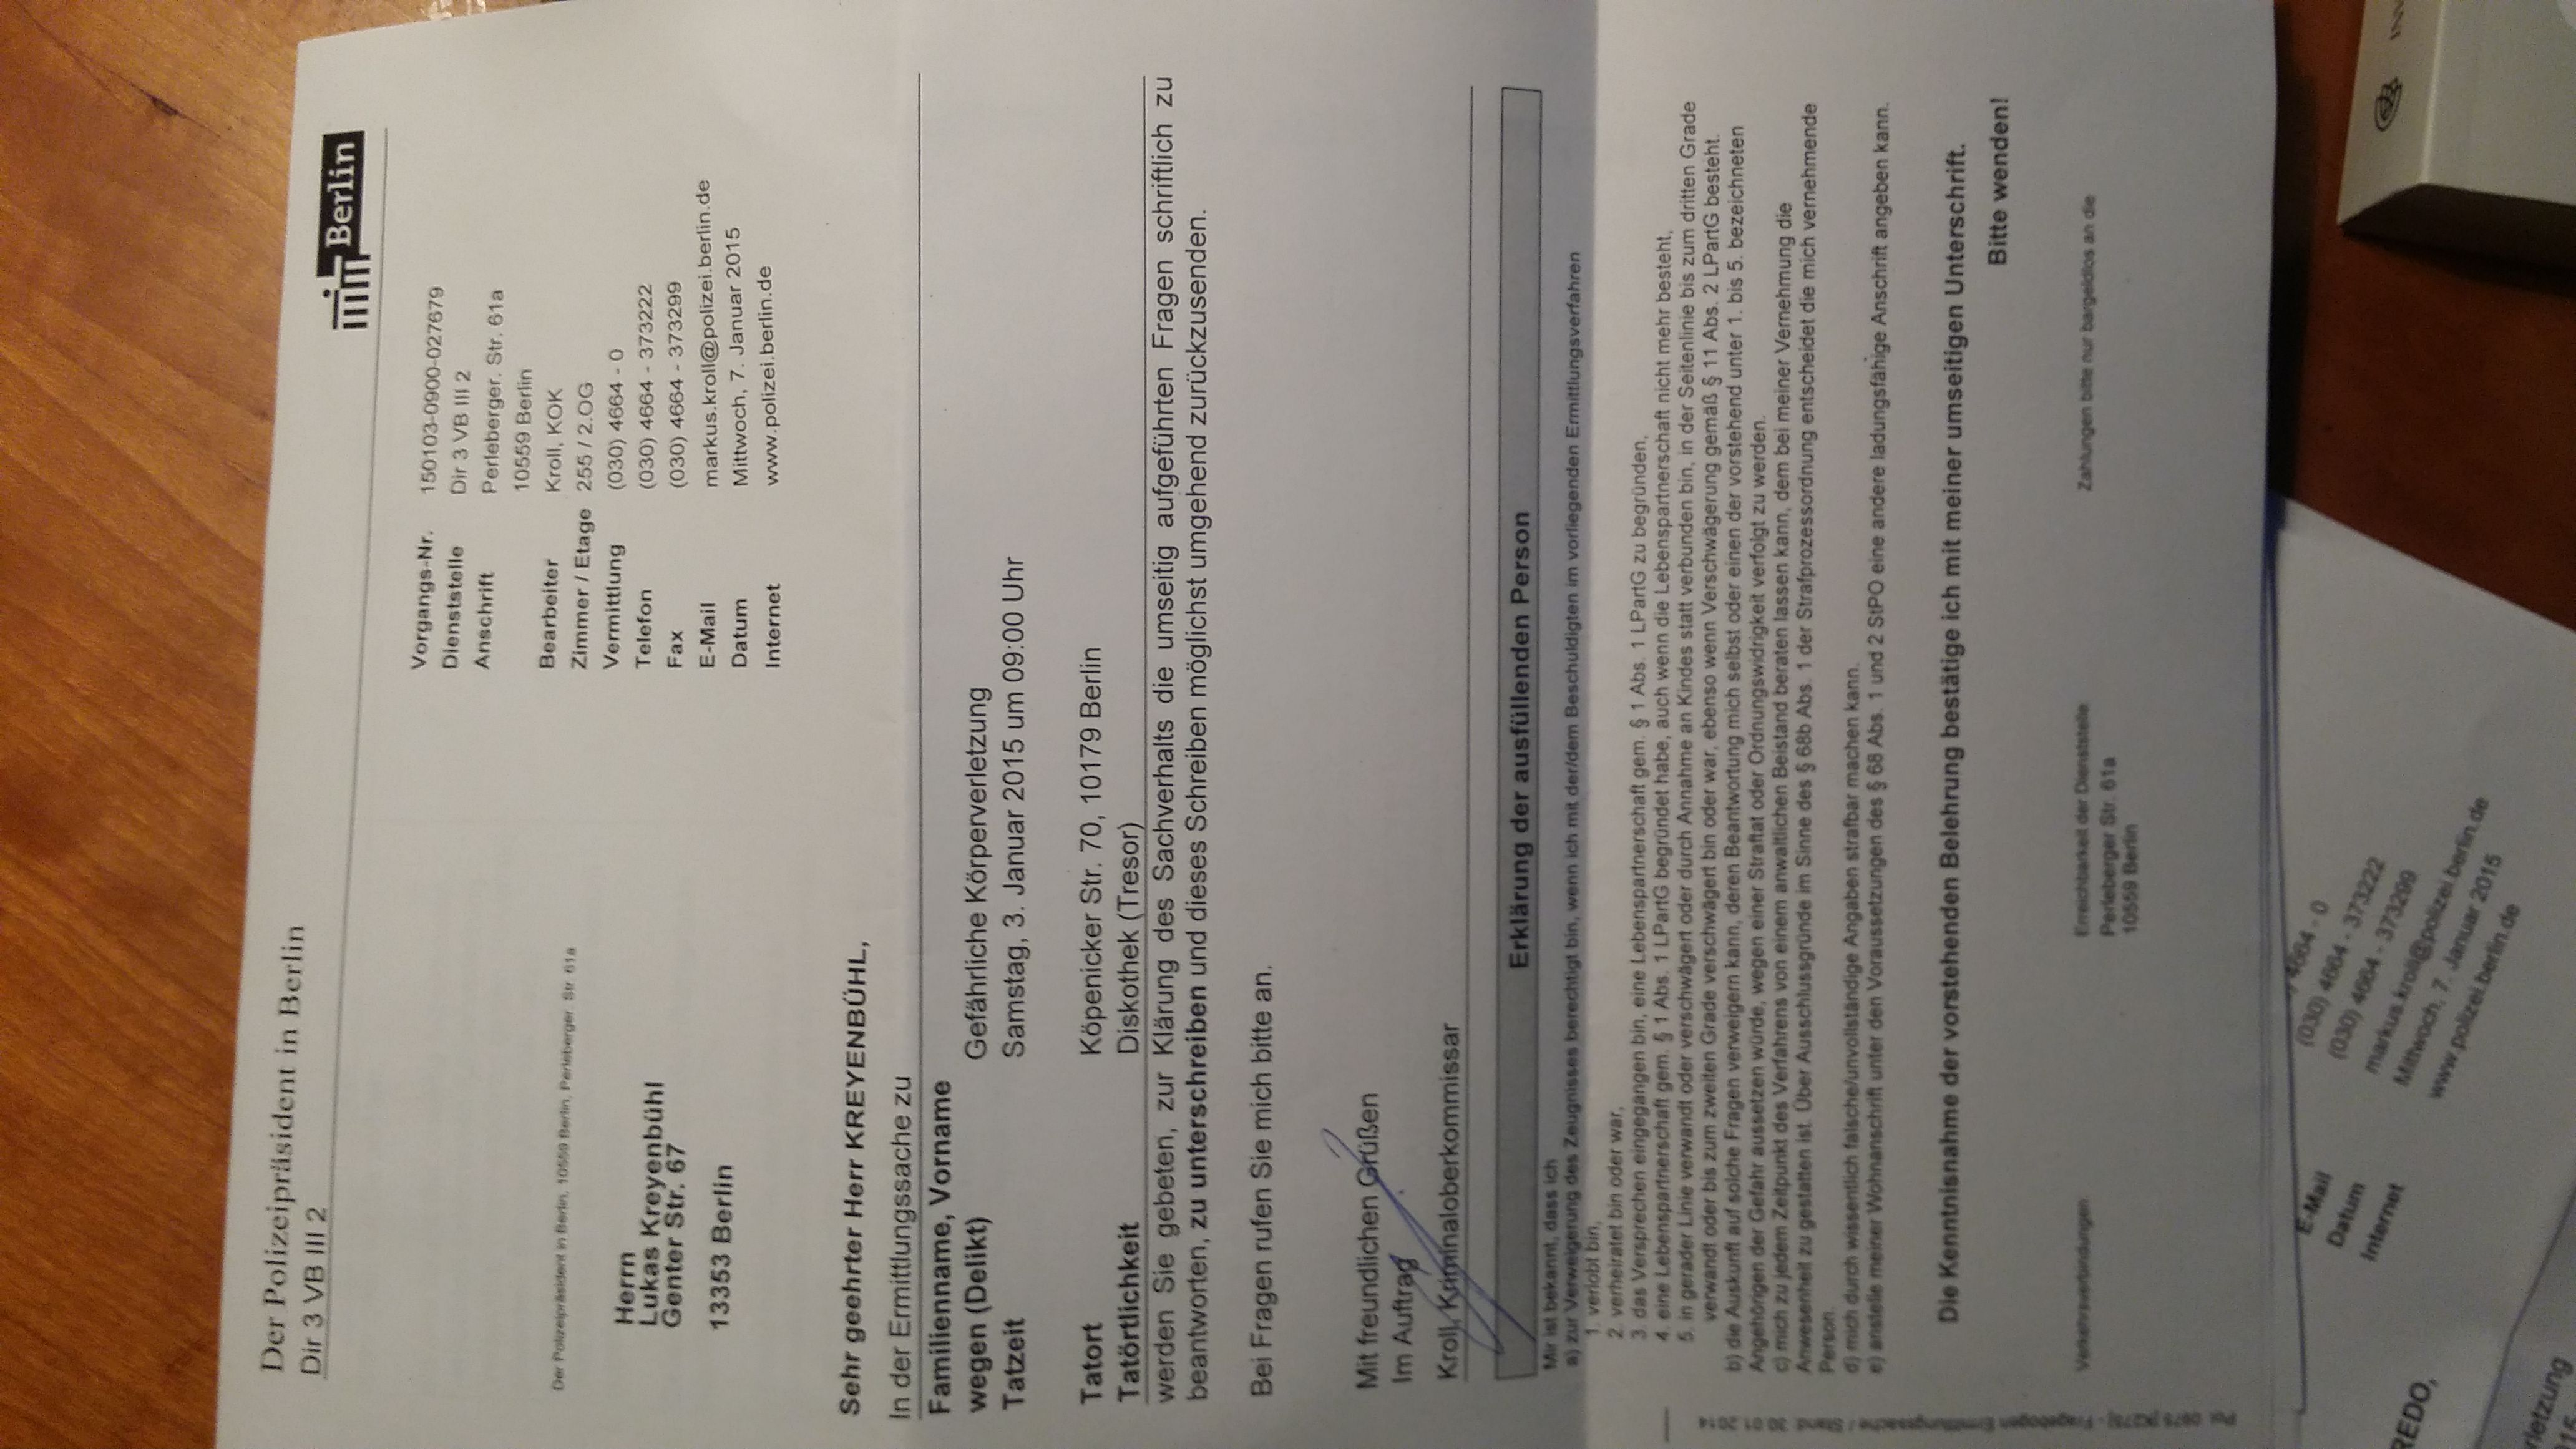 Der Polizeipräsident in Berlin
Dir 3 VB III 2
Berlin
Vorgangs-Nr. 150103-0900-027679
Dienststelle Dir 3 VB III 2
Anschrift Perleberger. Str. 61a
10559 Berlin
Bearbeiter Kroll, KOK
Zimmer / Etage 255 / 2.OG
Vermittlung (030) 4664 - 0
Telefon (030) 4664 - 373222
Fax (030) 4664 - 373299
E-Mail markus.kroll@polizei.berlin.de
Datum Mittwoch, 7. Januar 2015
Internet www.polizei.berlin.de
Der Polizeipräsident in Berlin, 10559 Berlin, Perleberger. Str. 61a
Herrn
Lukas Kreyenbühl
Genter Str. 67
13353 Berlin
Sehr geehrter Herr KREYENBÜHL,
In der Ermittlungssache zu
Familienname, Vorname
wegen (Delikt) Gefährliche Körperverletzung
Tatzeit Samstag, 3. Januar 2015 um 09:00 Uhr
Tatort Köpenicker Str. 70, 10179 Berlin
Tatörtlichkeit Diskothek (Tresor)
werden Sie gebeten, zur Klärung des Sachverhalts die umseitig aufgeführten Fragen schriftlich zu
beantworten, zu unterschreiben und dieses Schreiben möglichst umgehend zurückzusenden.
Bei Fragen rufen Sie mich bitte an.
Mit freundlichen Grüßen
Im Auftrag
Kroll, Kriminaloberkommissar
Erklärung der ausfüllenden Person
Mir ist bekannt, dass ich
a) zur Verweigerung des Zeugnisses berechtigt bin, wenn ich mit der/dem Beschuldigten im vorliegenden Ermittlungsverfahren
1. verlobt bin,
2. verheiratet bin oder war,
3. das Versprechen eingegangen bin, eine Lebenspartnerschaft gem. § 1 Abs. 1 LPartG zu begründen,
4. eine Lebenspartnerschaft gem. § 1 Abs. 1 LPartG begründet habe, auch wenn die Lebenspartnerschaft nicht mehr besteht,
5. in gerader Linie verwandt oder verschwägert oder durch Annahme an Kindes statt verbunden bin, in der Seitenlinie bis zum dritten Grade
verwandt oder bis zum zweiten Grade verschwägert bin oder war, ebenso wenn Verschwägerung gemäß § 11 Abs. 2 LPartG besteht.
b) die Auskunft auf solche Fragen verweigern kann, deren Beantwortung mich selbst oder einen der vorstehend unter 1. bis 5. bezeichneten
Angehörigen der Gefahr aussetzen würde, wegen einer Straftat oder Ordnungswidrigkeit verfolgt zu werden.
c) mich zu jedem Zeitpunkt des Verfahrens von einem anwaltlichen Beistand beraten lassen kann, dem bei meiner Vernehmung die
Anwesenheit zu gestatten ist. Über Ausschlussgründe im Sinne des § 68b Abs. 1 der Strafprozessordnung entscheidet die mich vernehmende
Person.
d) mich durch wissentlich falsche/unvollständige Angaben strafbar machen kann.
e) anstelle meiner Wohnanschrift unter den Voraussetzungen des § 68 Abs. 1 und 2 StPO eine andere ladungsfähige Anschrift angeben kann.
Die Kenntnisnahme der vorstehenden Belehrung bestätige ich mit meiner umseitigen Unterschrift.
Bitte wenden!
Verkehrsverbindungen:
Erreichbarkeit der Dienststelle:
Perleberger Str. 61a
10559 Berlin
Zahlungen bitte nur bargeldlos an die
Pol. 0975 [K275] - Fragebogen Ermittlungssache / Stand: 30.01.2014
4664 - 0
(030) 4664 - 373222
(030) 4664 - 373299
E-Mail markus.kroll@polizei.berlin.de
Datum Mittwoch, 7. Januar 2015
Internet www.polizei.berlin.de
REDO,
rletzung